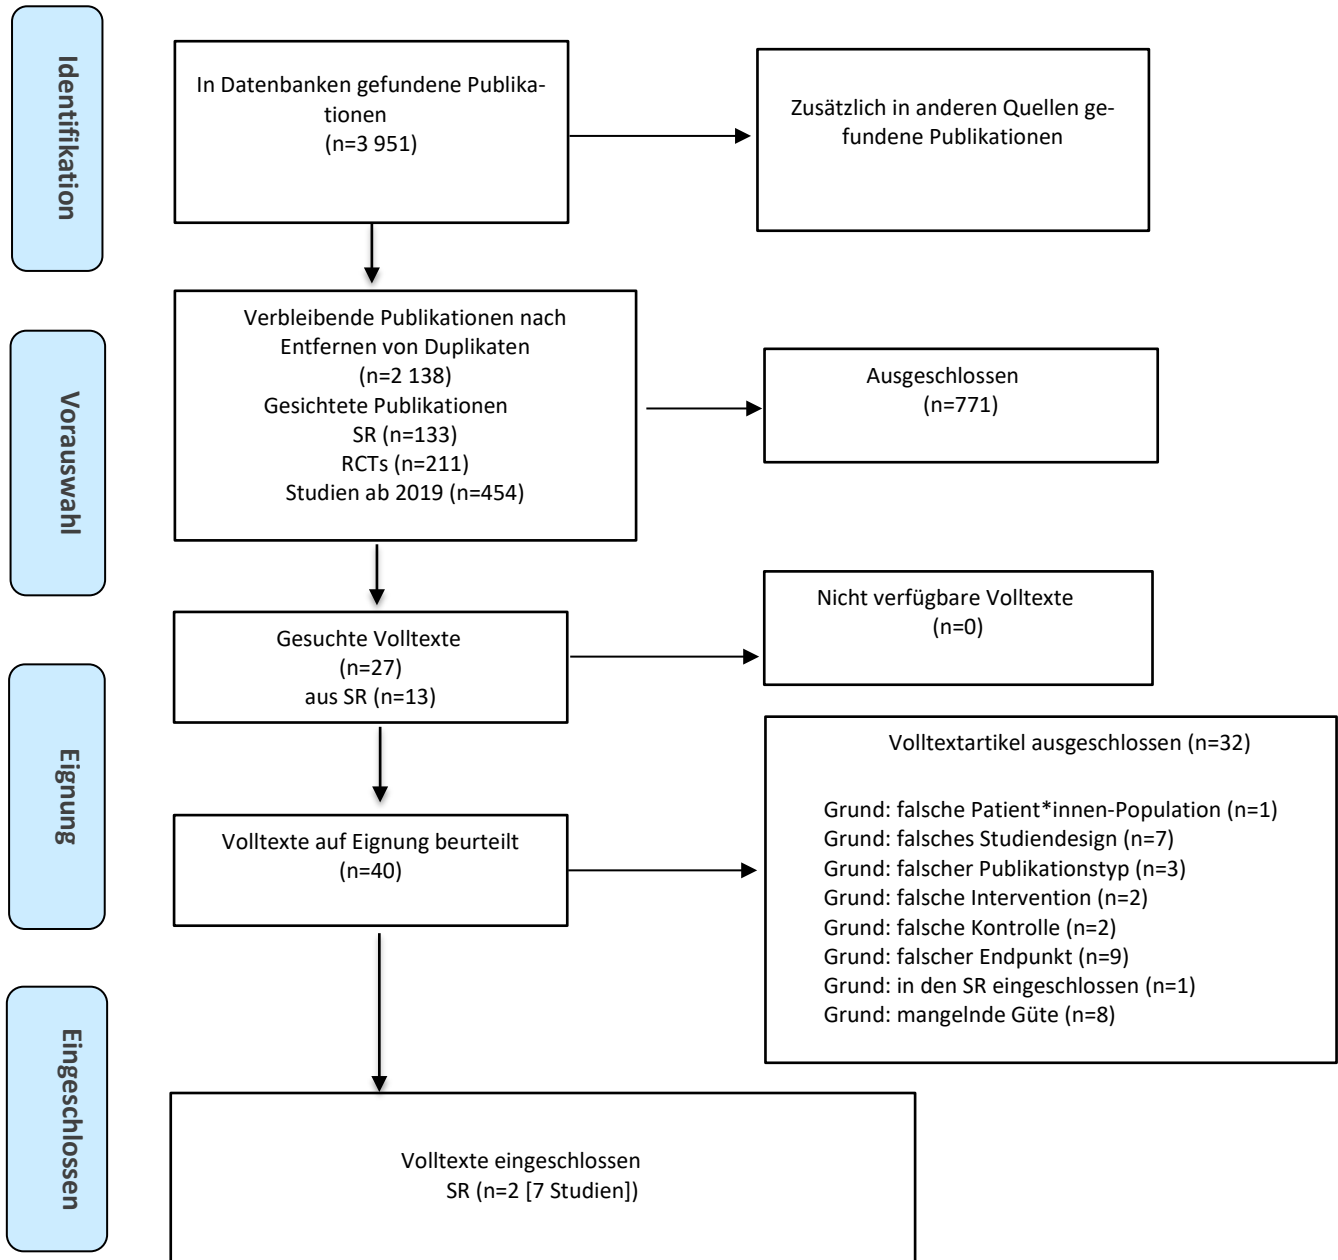 Identifikation
In Datenbanken gefundene Publika-
tionen
(n=3 951)
Zusätzlich in anderen Quellen ge-
fundene Publikationen
Vorauswahl
Verbleibende Publikationen nach
Entfernen von Duplikaten
(n=2 138)
Gesichtete Publikationen
SR (n=133)
RCTs (n=211)
Studien ab 2019 (n=454)
Ausgeschlossen
(n=771)
Gesuchte Volltexte
(n=27)
aus SR (n=13)
Nicht verfügbare Volltexte
(n=0)
Eignung
Volltexte auf Eignung beurteilt
(n=40)
Volltextartikel ausgeschlossen (n=32)
Grund: falsche Patient*innen-Population (n=1)
Grund: falsches Studiendesign (n=7)
Grund: falscher Publikationstyp (n=3)
Grund: falsche Intervention (n=2)
Grund: falsche Kontrolle (n=2)
Grund: falscher Endpunkt (n=9)
Grund: in den SR eingeschlossen (n=1)
Grund: mangelnde Güte (n=8)
Eingeschlossen
Volltexte eingeschlossen
SR (n=2 [7 Studien])